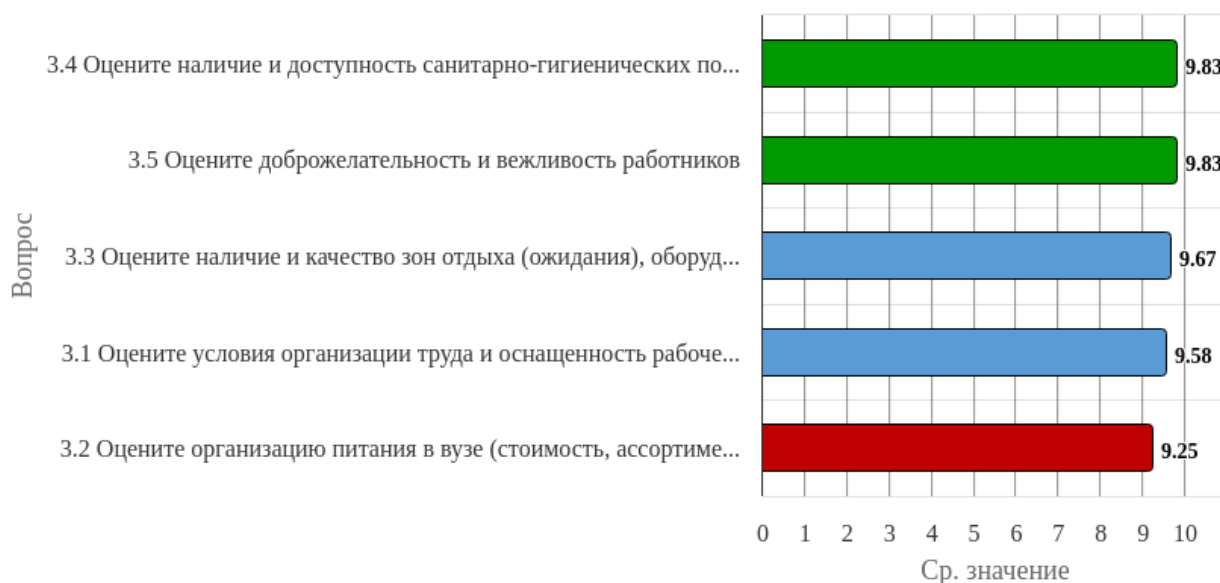 3.4 Оцените наличие и доступность санитарно-гигиенических по...
9.83
3.5 Оцените доброжелательность и вежливость работников
9.83
Вопрос
3.3 Оцените наличие и качество зон отдыха (ожидания), оборуд...
9.67
3.1 Оцените условия организации труда и оснащенность рабоче...
9.58
3.2 Оцените организацию питания в вузе (стоимость, ассортиме...
9.25
0 1 2 3 4 5 6 7 8 9 10
Ср. значение